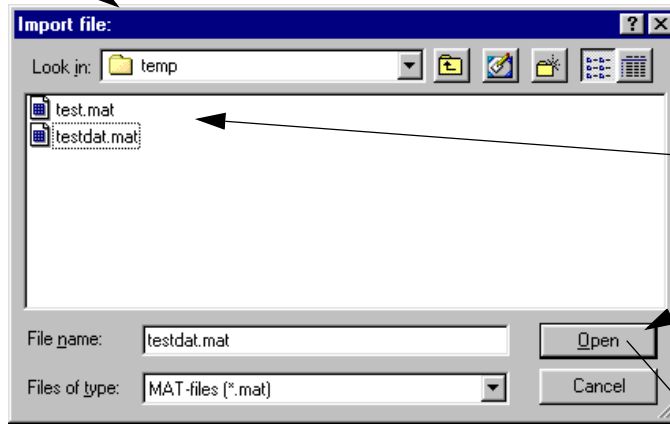 Import file:
Look in: temp
test.mat
testdat.mat
File name: testdat.mat
Open
Files of type: MAT-files (*.mat)
Cancel